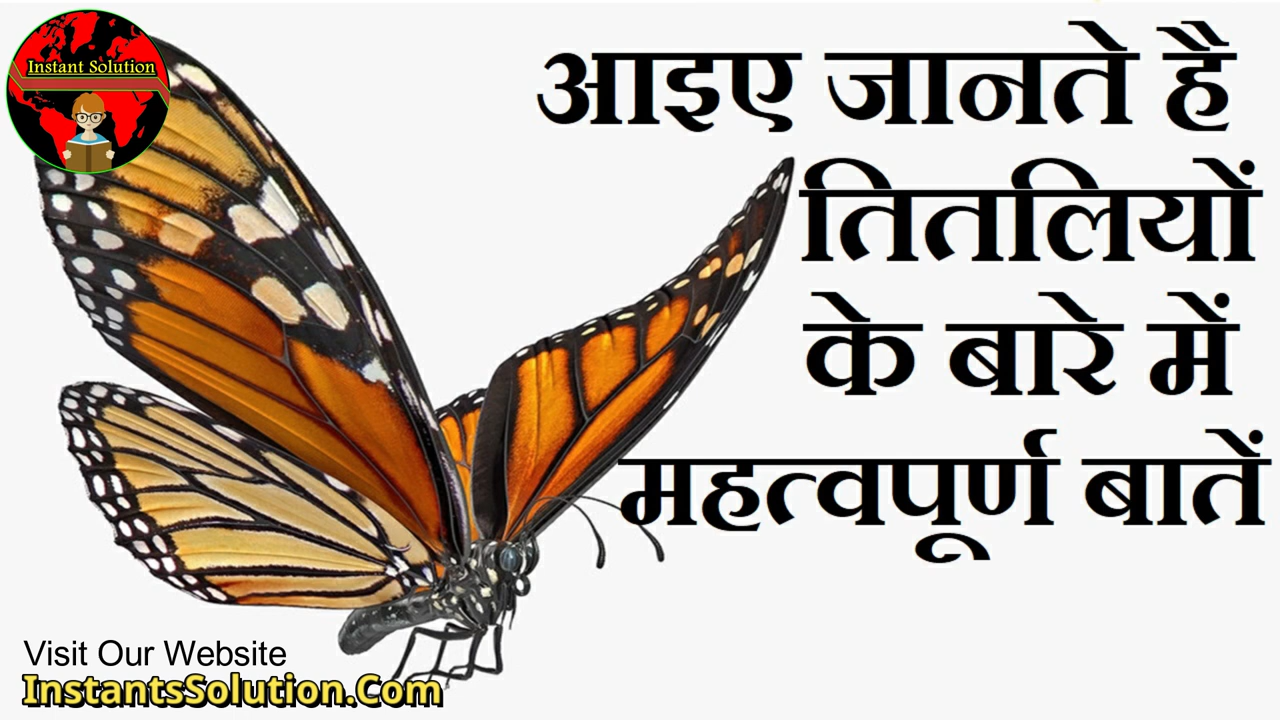 Instant Solution
आइए जानते है
तितलियों
के बारे में
महत्वपूर्ण बातें
Visit Our Website
InstantsSolution.Com